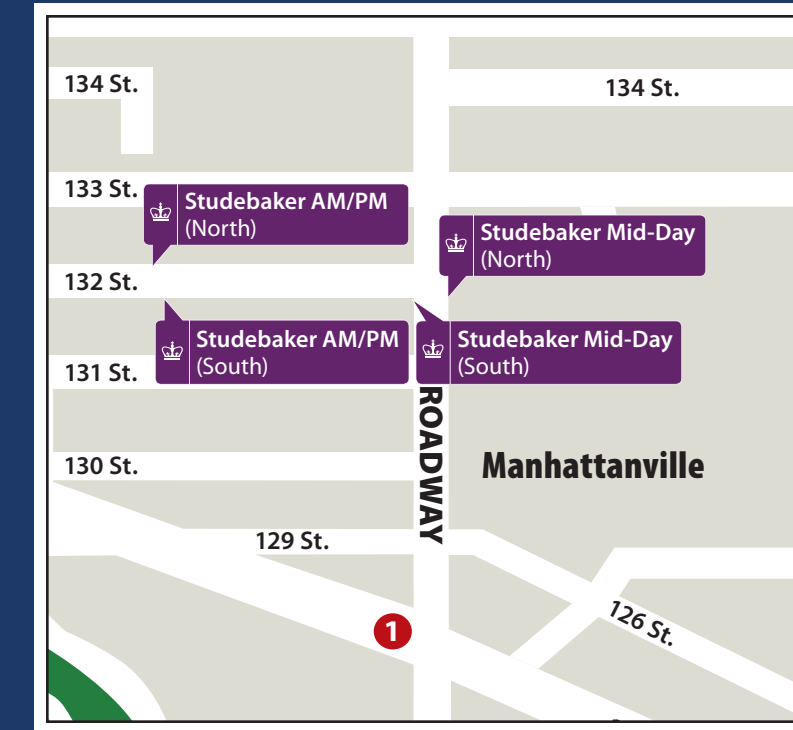 134 St.
134 St.
133 St.
Studebaker AM/PM
(North)
Studebaker Mid-Day
(North)
132 St.
Studebaker AM/PM
(South)
Studebaker Mid-Day
(South)
131 St.
ROADWAY
130 St.
Manhattanville
129 St.
126 St.
1